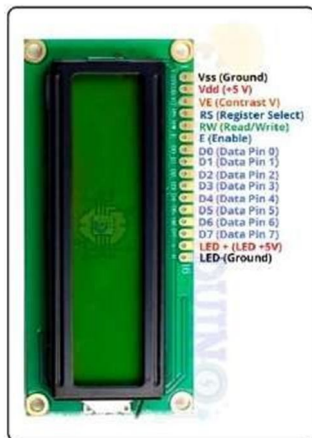 Vss (Ground)
Vdd (+5 V)
VE (Contrast V)
RS (Register Select)
RW (Read/Write)
E (Enable)
D0 (Data Pin 0)
D1 (Data Pin 1)
D2 (Data Pin 2)
D3 (Data Pin 3)
D4 (Data Pin 4)
D5 (Data Pin 5)
D6 (Data Pin 6)
D7 (Data Pin 7)
LED + (LED +5V)
LED-(Ground)